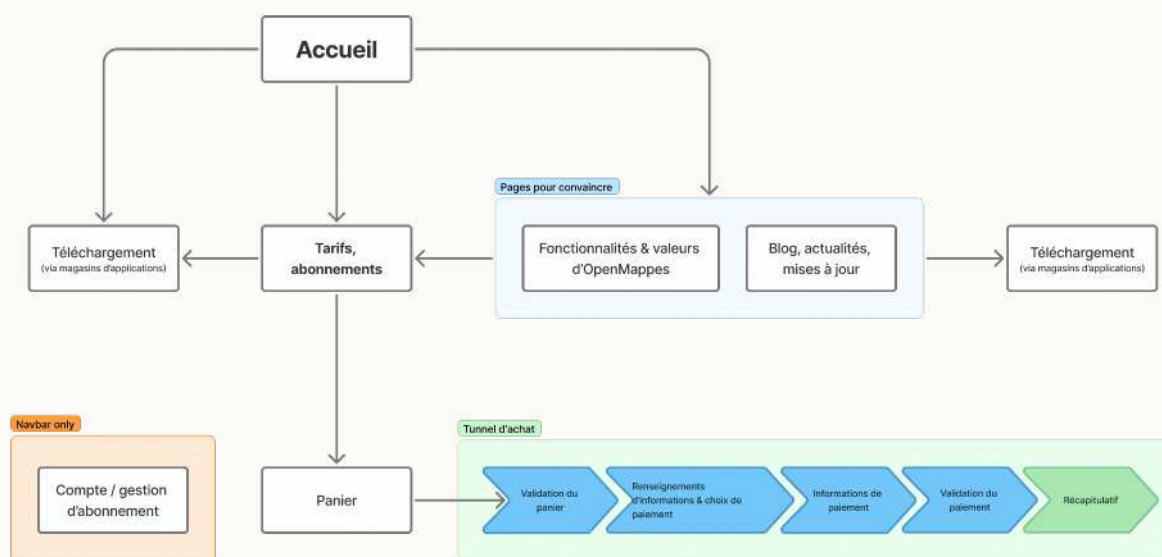 Accueil
Pages pour convaincre
Téléchargement
(via magasins d'applications)
Tarifs,
abonnements
Fonctionnalités & valeurs
d'OpenMappes
Blog, actualités,
mises à jour
Téléchargement
(via magasins d'applications)
Navbar only
Compte / gestion
d'abonnement
Panier
Tunnel d'achat
Validation du
panier
Renseignements
d'informations & choix de
paiement
Informations de
paiement
Validation du
paiement
Récapitulatif